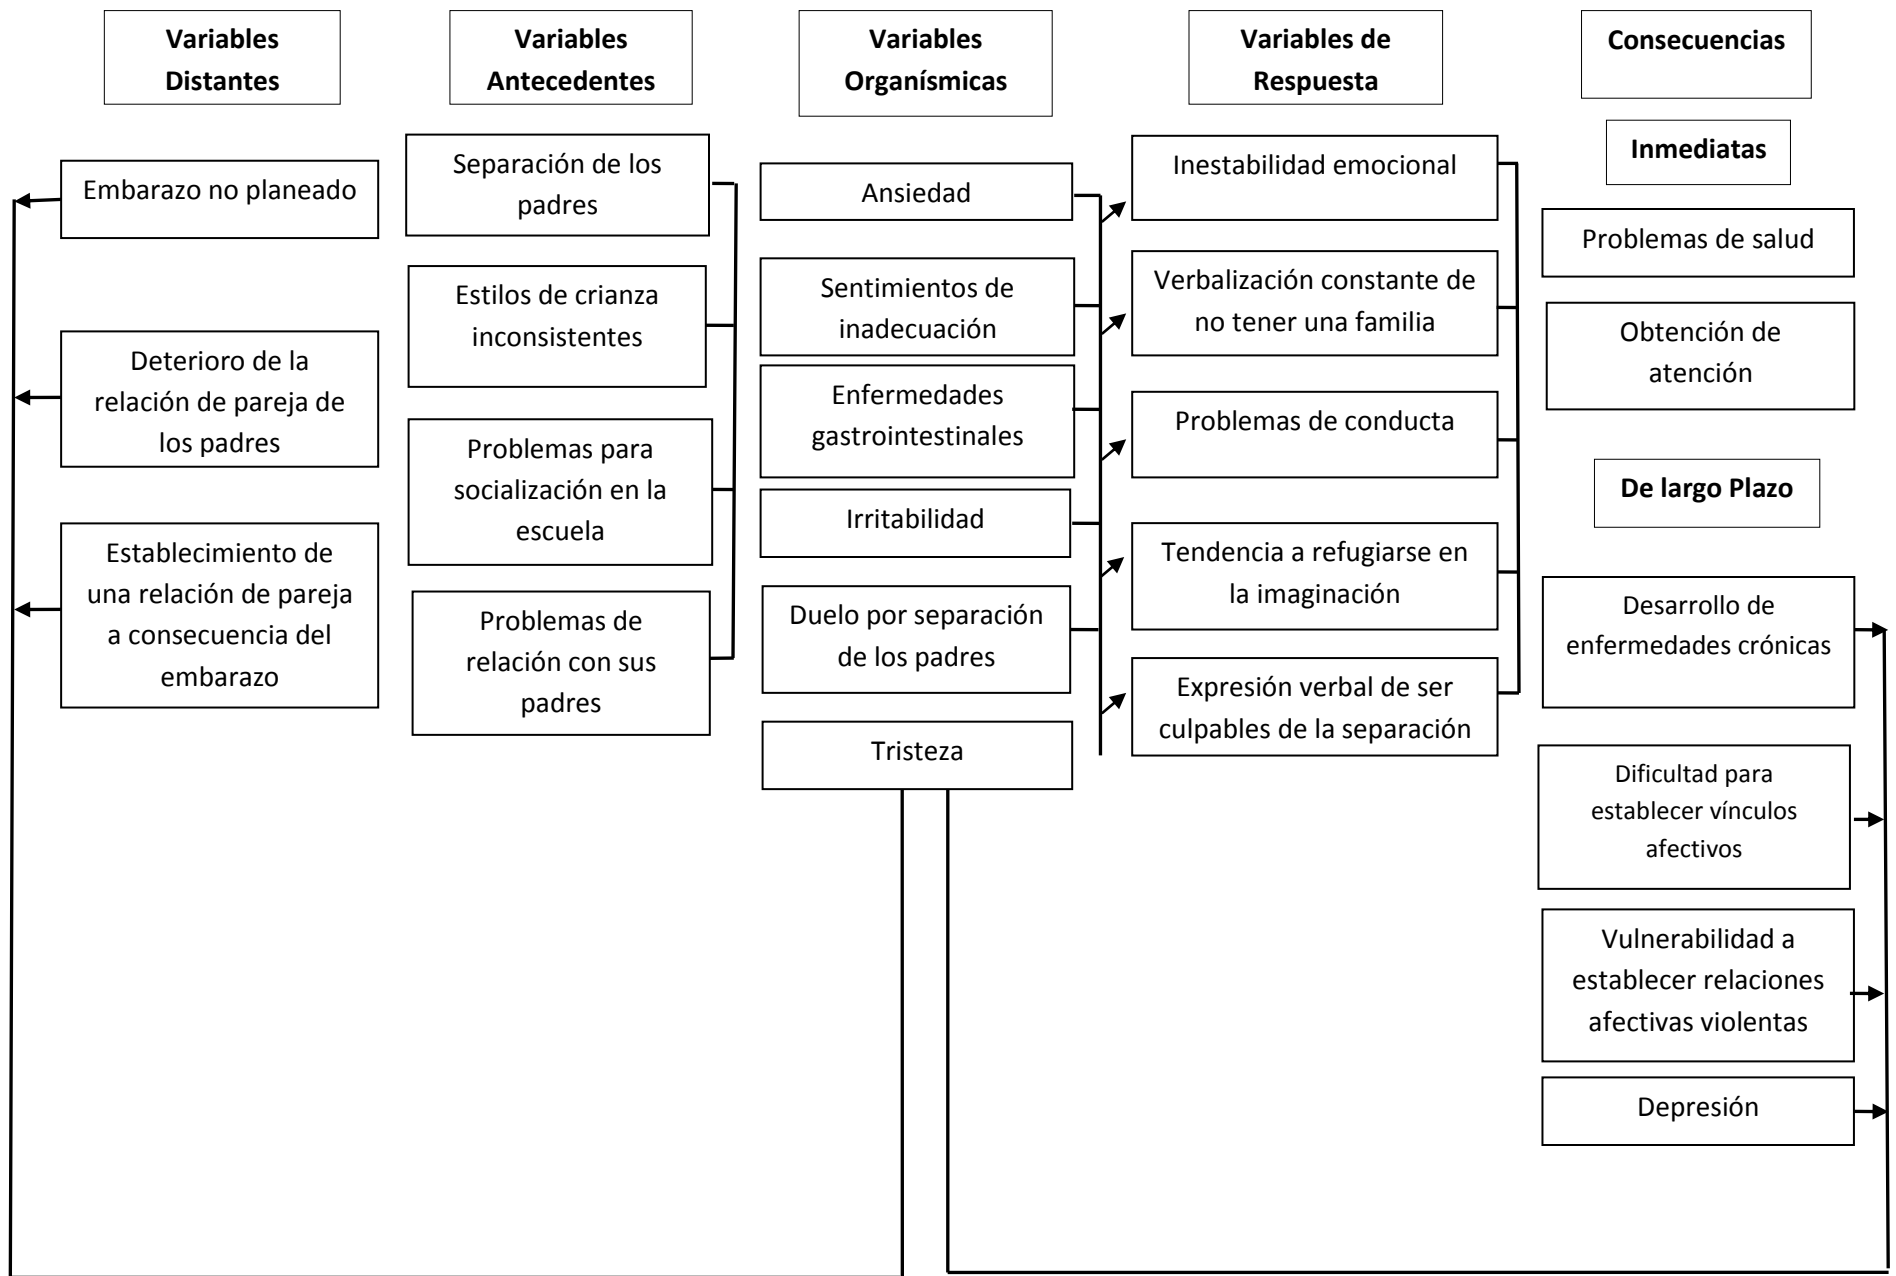 Variables
Distantes
Variables
Antecedentes
Variables
Organísmicas
Variables de
Respuesta
Consecuencias
Embarazo no planeado
Deterioro de la
relación de pareja de
los padres
Establecimiento de
una relación de pareja
a consecuencia del
embarazo
Separación de los
padres
Estilos de crianza
inconsistentes
Problemas para
socialización en la
escuela
Problemas de
relación con sus
padres
Ansiedad
Sentimientos de
inadecuación
Enfermedades
gastrointestinales
Irritabilidad
Duelo por separación
de los padres
Tristeza
Inestabilidad emocional
Verbalización constante de
no tener una familia
Problemas de conducta
Tendencia a refugiarse en
la imaginación
Expresión verbal de ser
culpables de la separación
Inmediatas
Problemas de salud
Obtención de
atención
De largo Plazo
Desarrollo de
enfermedades crónicas
Dificultad para
establecer vínculos
afectivos
Vulnerabilidad a
establecer relaciones
afectivas violentas
Depresión